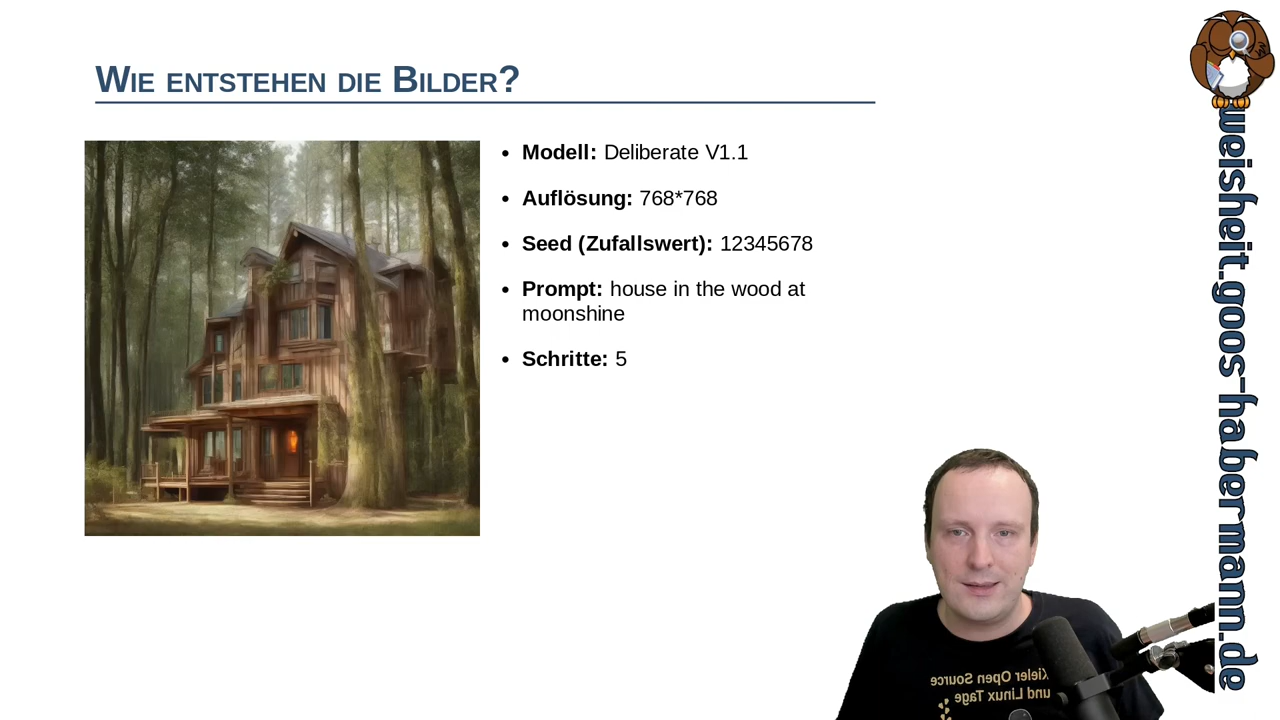 Wie entstehen die Bilder?
• Modell: Deliberate V1.1
• Auflösung: 768*768
• Seed (Zufallswert): 12345678
• Prompt: house in the wood at
moonshine
• Schritte: 5
weisheit.goos-habermann.de
Kieler Open Source
und Linux Tage